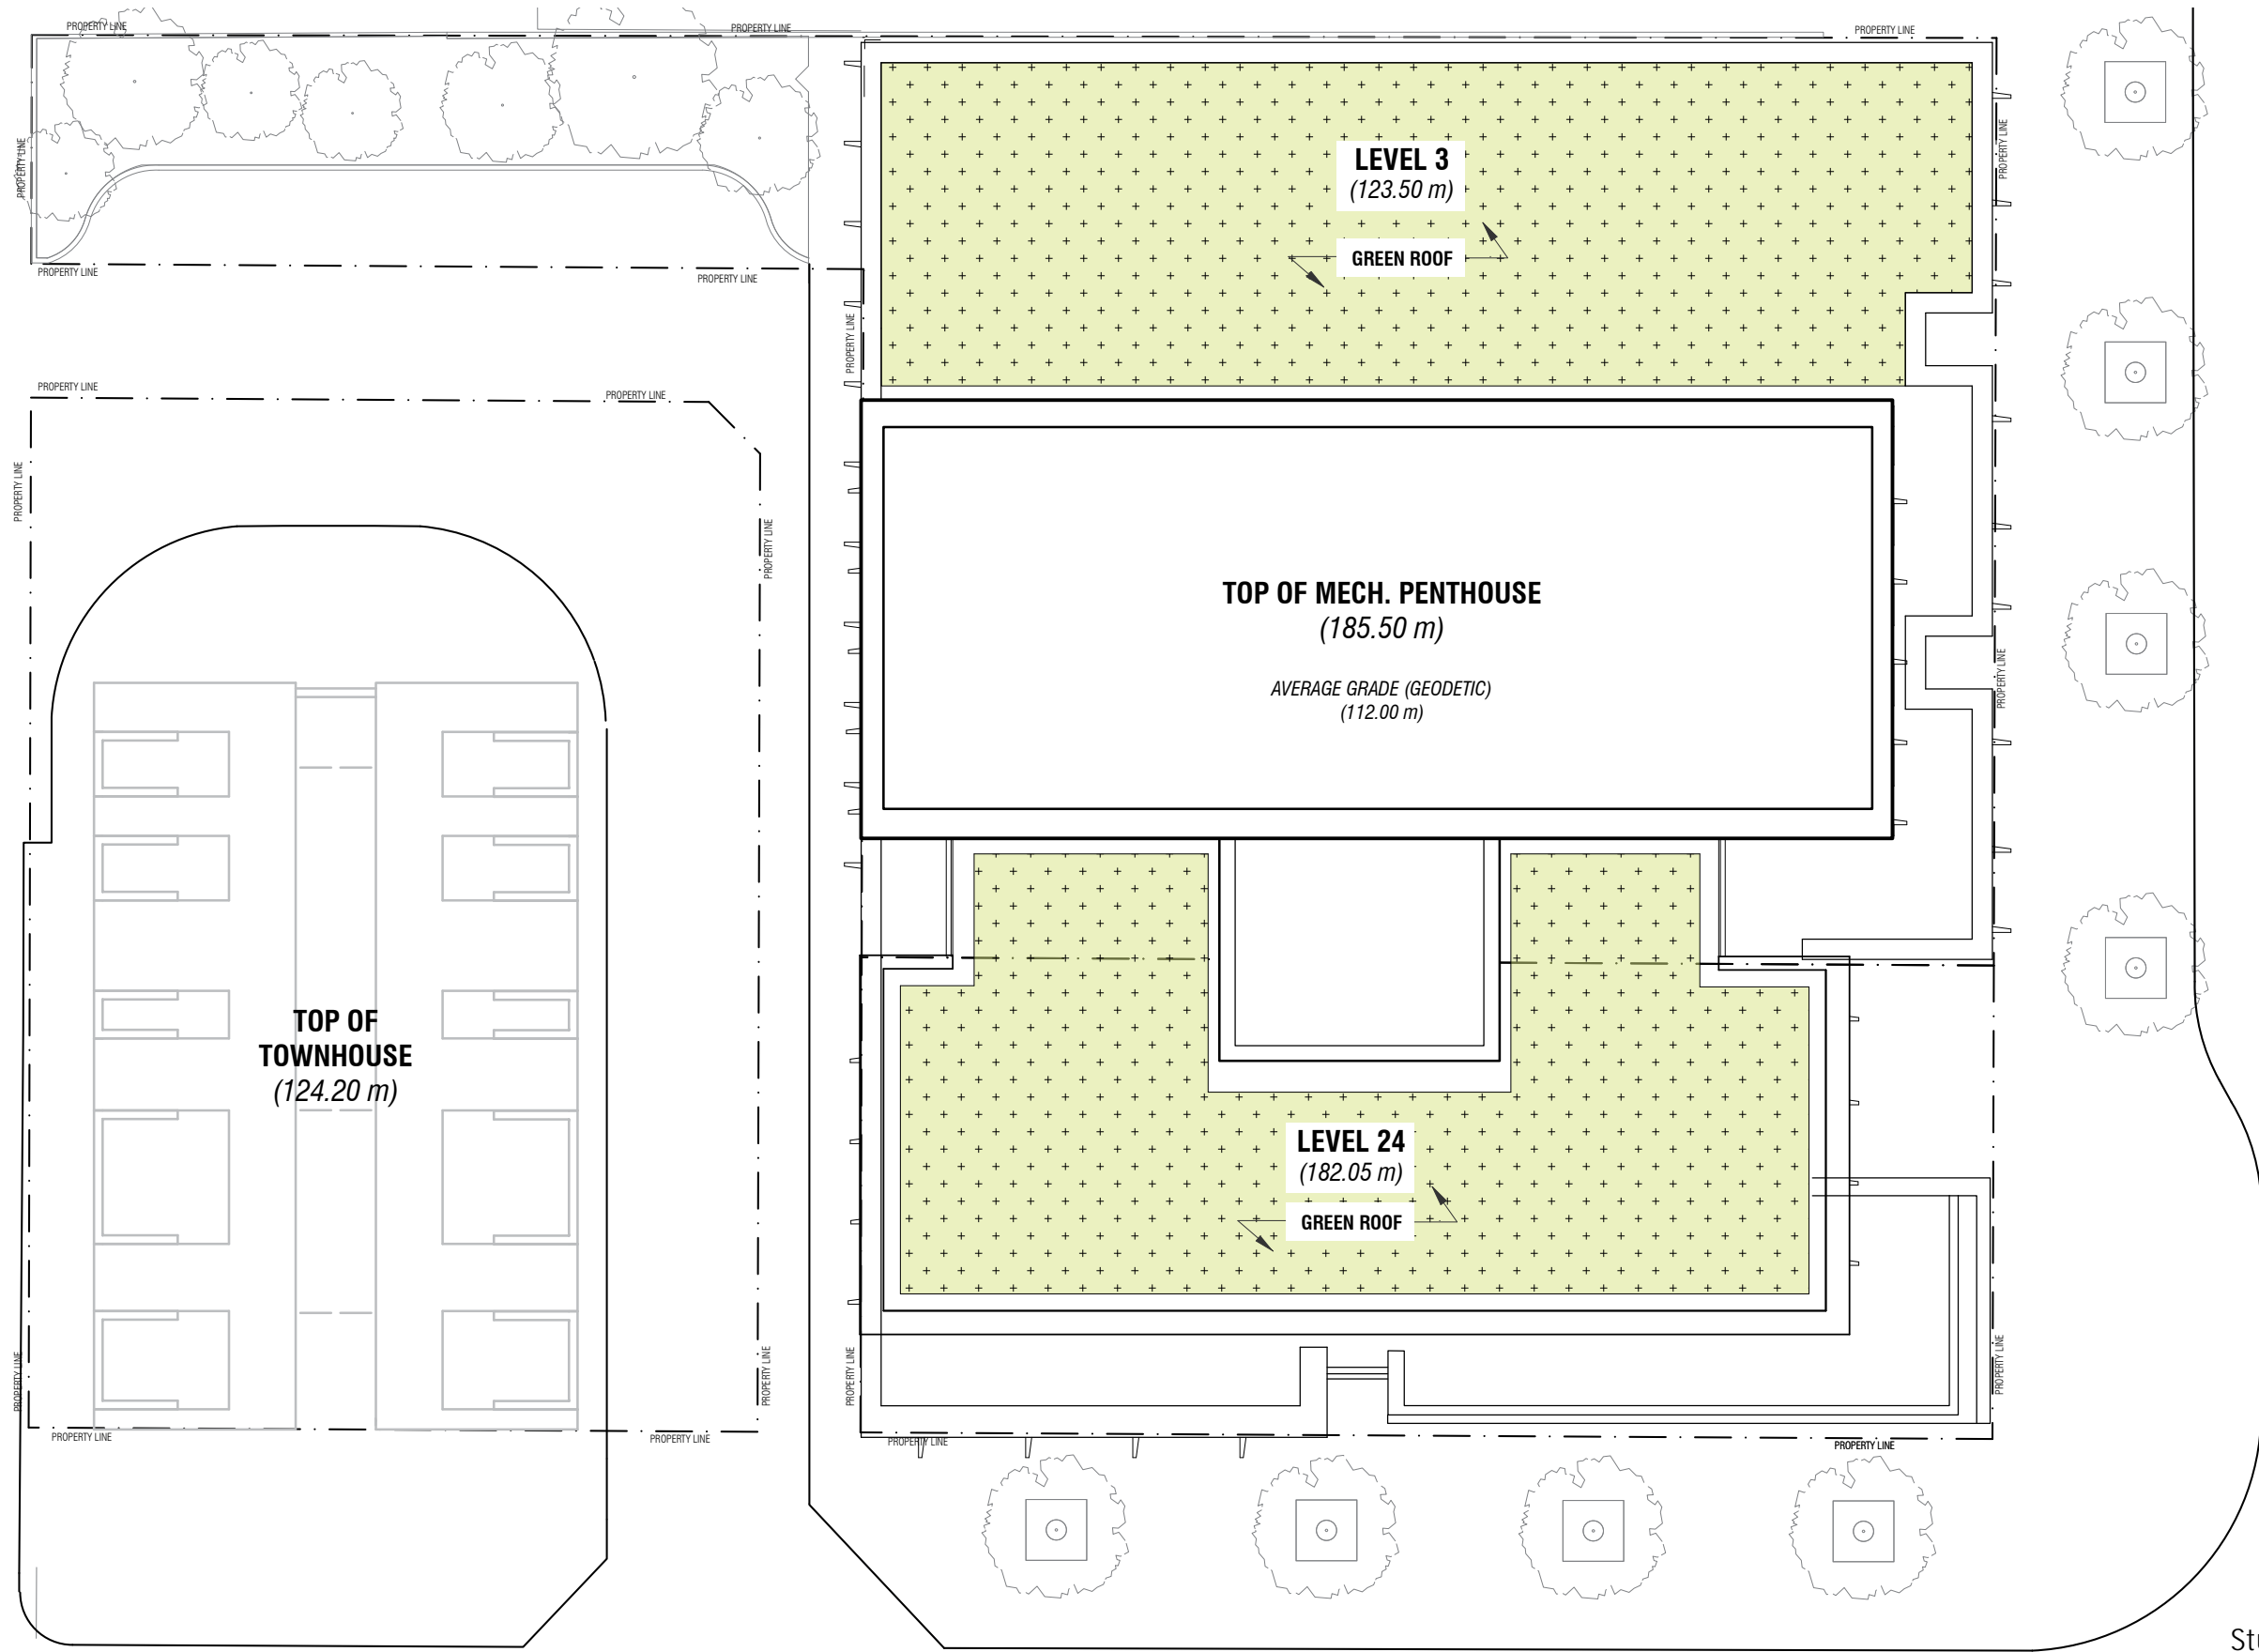 PROPERTY LINE
PROPERTY LINE
PROPERTY LINE
PROPERTY LINE
PROPERTY LINE
LEVEL 3
(123.50 m)
GREEN ROOF
PROPERTY LINE
PROPERTY LINE
PROPERTY LINE
PROPERTY LINE
PROPERTY LINE
PROPERTY LINE
PROPERTY LINE
TOP OF MECH. PENTHOUSE
(185.50 m)
AVERAGE GRADE (GEODETIC)
(112.00 m)
PROPERTY LINE
TOP OF
TOWNHOUSE
(124.20 m)
LEVEL 24
(182.05 m)
GREEN ROOF
PROPERTY LINE
PROPERTY LINE
PROPERTY LINE
PROPERTY LINE
PROPERTY LINE
PROPERTY LINE
PROPERTY LINE
PROPERTY LINE